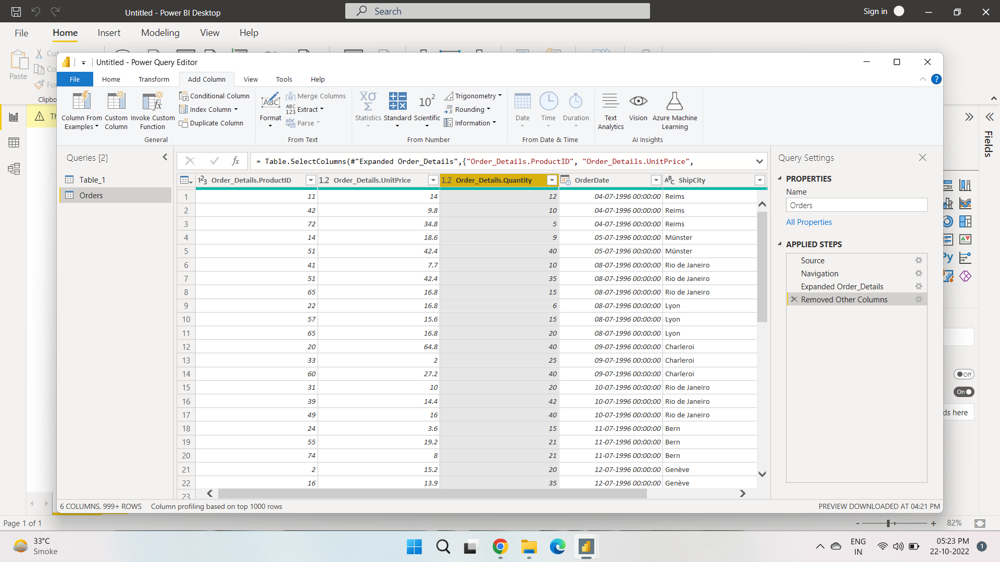 Untitled - Power BI Desktop
Search
Sign in
File Home Insert Modeling View Help
Paste
Clipbo
Untitled - Power Query Editor
File Home Transform Add Column View Tools Help
Column From Examples
Custom Column
Invoke Custom Function
Conditional Column
Index Column
Duplicate Column
General
Format
Merge Columns
Extract
Parse
From Text
Statistics
Standard
Scientific
Trigonometry
Rounding
Information
From Number
Date
Time
Duration
From Date & Time
Text Analytics
Vision
Azure Machine Learning
AI Insights
Fields
Queries [2]
Table_1
Orders
= Table.SelectColumns(#"Expanded Order_Details",{"Order_Details.ProductID", "Order_Details.UnitPrice",
Order_Details.ProductID 1.2 Order_Details.UnitPrice 1.2 Order_Details.Quantity OrderDate ShipCity
1 11 14 12 04-07-1996 00:00:00 Reims
2 42 9.8 10 04-07-1996 00:00:00 Reims
3 72 34.8 5 04-07-1996 00:00:00 Reims
4 14 18.6 9 05-07-1996 00:00:00 Münster
5 51 42.4 40 05-07-1996 00:00:00 Münster
6 41 7.7 10 08-07-1996 00:00:00 Rio de Janeiro
7 51 42.4 35 08-07-1996 00:00:00 Rio de Janeiro
8 65 16.8 15 08-07-1996 00:00:00 Rio de Janeiro
9 22 16.8 6 08-07-1996 00:00:00 Lyon
10 57 15.6 15 08-07-1996 00:00:00 Lyon
11 65 16.8 20 08-07-1996 00:00:00 Lyon
12 20 64.8 40 09-07-1996 00:00:00 Charleroi
13 33 2 25 09-07-1996 00:00:00 Charleroi
14 60 27.2 40 09-07-1996 00:00:00 Charleroi
15 31 10 20 10-07-1996 00:00:00 Rio de Janeiro
16 39 14.4 42 10-07-1996 00:00:00 Rio de Janeiro
17 49 16 40 10-07-1996 00:00:00 Rio de Janeiro
18 24 3.6 15 11-07-1996 00:00:00 Bern
19 55 19.2 21 11-07-1996 00:00:00 Bern
20 74 8 21 11-07-1996 00:00:00 Bern
21 2 15.2 20 12-07-1996 00:00:00 Genève
22 16 13.9 35 12-07-1996 00:00:00 Genève
23
Query Settings
PROPERTIES
Name
Orders
All Properties
APPLIED STEPS
Source
Navigation
Expanded Order_Details
Removed Other Columns
Off
On
ds here
6 COLUMNS, 999+ ROWS Column profiling based on top 1000 rows
PREVIEW DOWNLOADED AT 04:21 PM
Page 1 of 1
82%
33°C
Smoke
ENG
IN
05:23 PM
22-10-2022
1